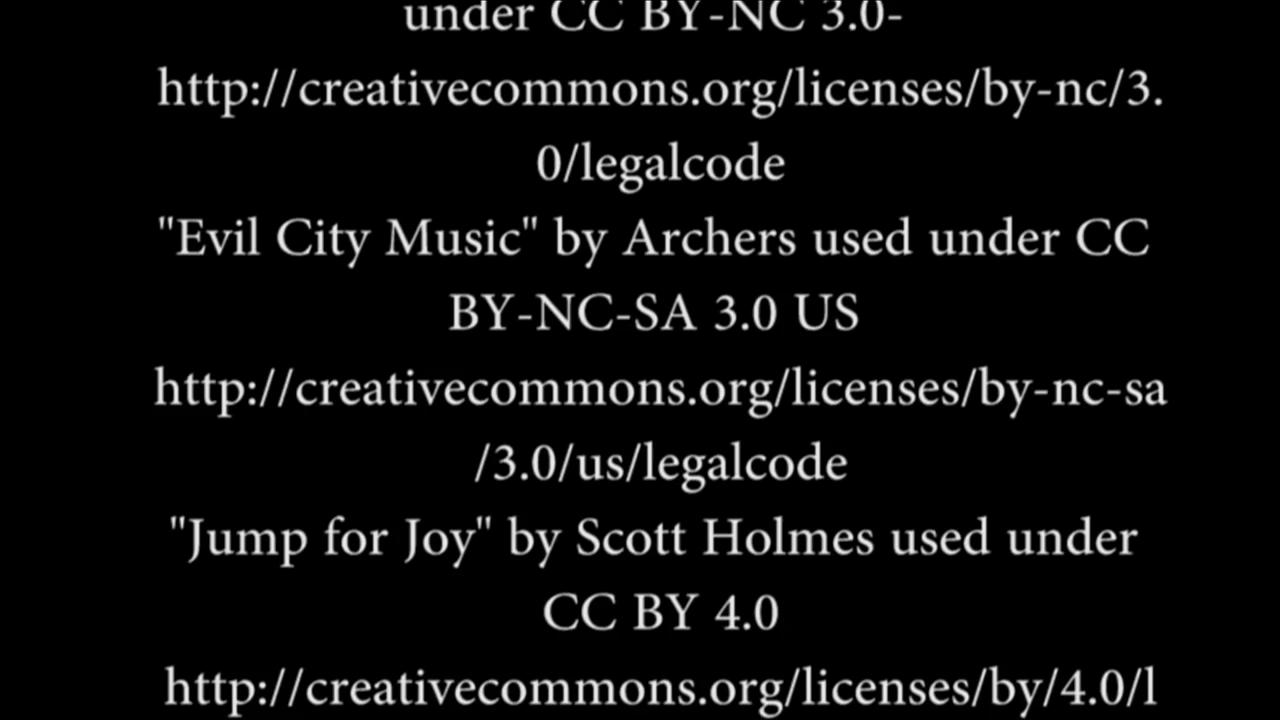 under CC BY-NC 3.0-
http://creativecommons.org/licenses/by-nc/3.
0/legalcode
"Evil City Music" by Archers used under CC
BY-NC-SA 3.0 US
http://creativecommons.org/licenses/by-nc-sa
/3.0/us/legalcode
"Jump for Joy" by Scott Holmes used under
CC BY 4.0
http://creativecommons.org/licenses/by/4.0/l